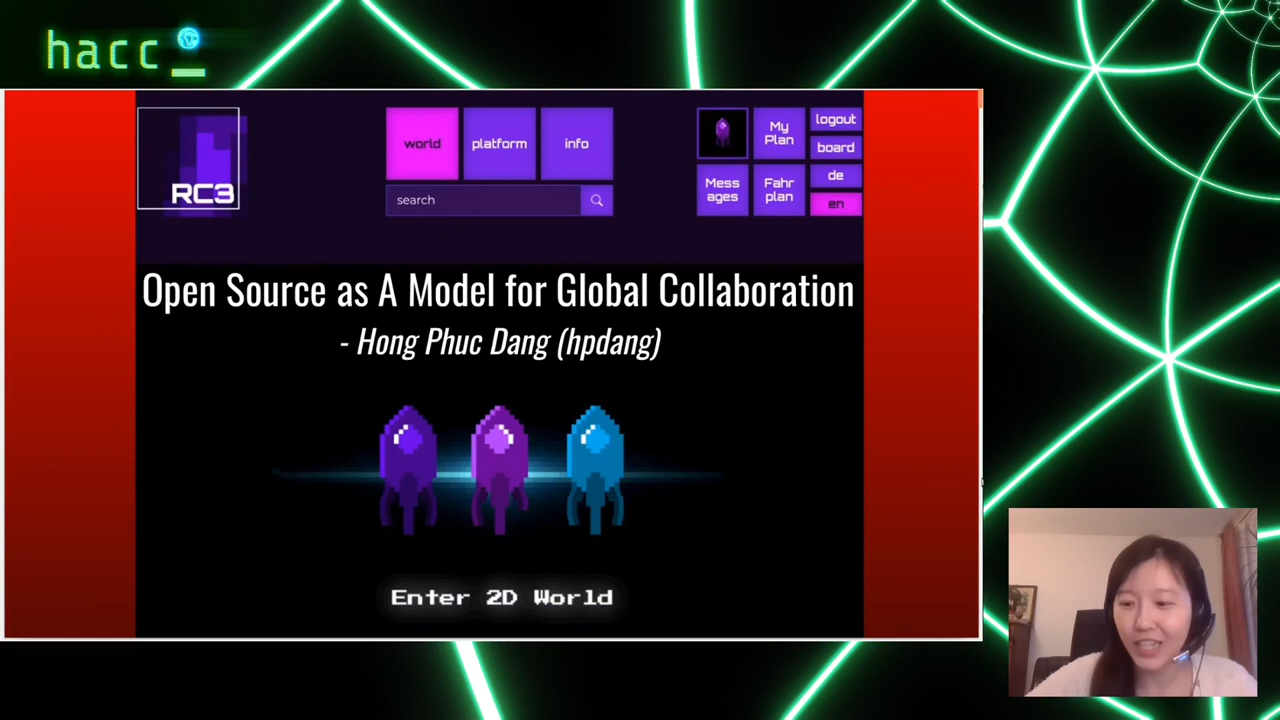 hacc_
RC3
world
platform
info
search
My
Plan
logout
board
Mess
ages
Fahr
plan
de
en
Open Source as A Model for Global Collaboration
- Hong Phuc Dang (hpdang)
Enter 2D World